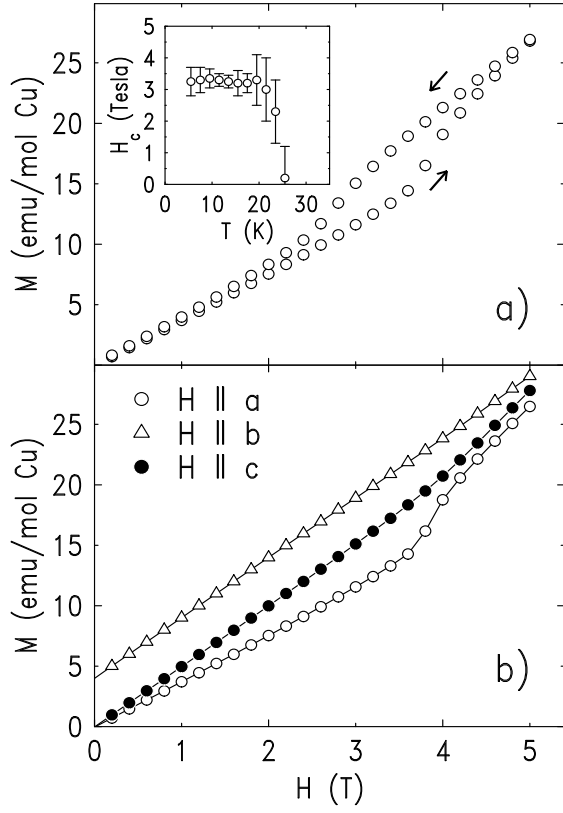 5
4
3
2
1
0
H_c (Tesla)
0 10 20 30
T (K)
25
20
15
10
5
M (emu/mol Cu)
a)
H ǁ a
H ǁ b
H ǁ c
25
20
15
10
5
0
M (emu/mol Cu)
b)
0 1 2 3 4 5
H (T)